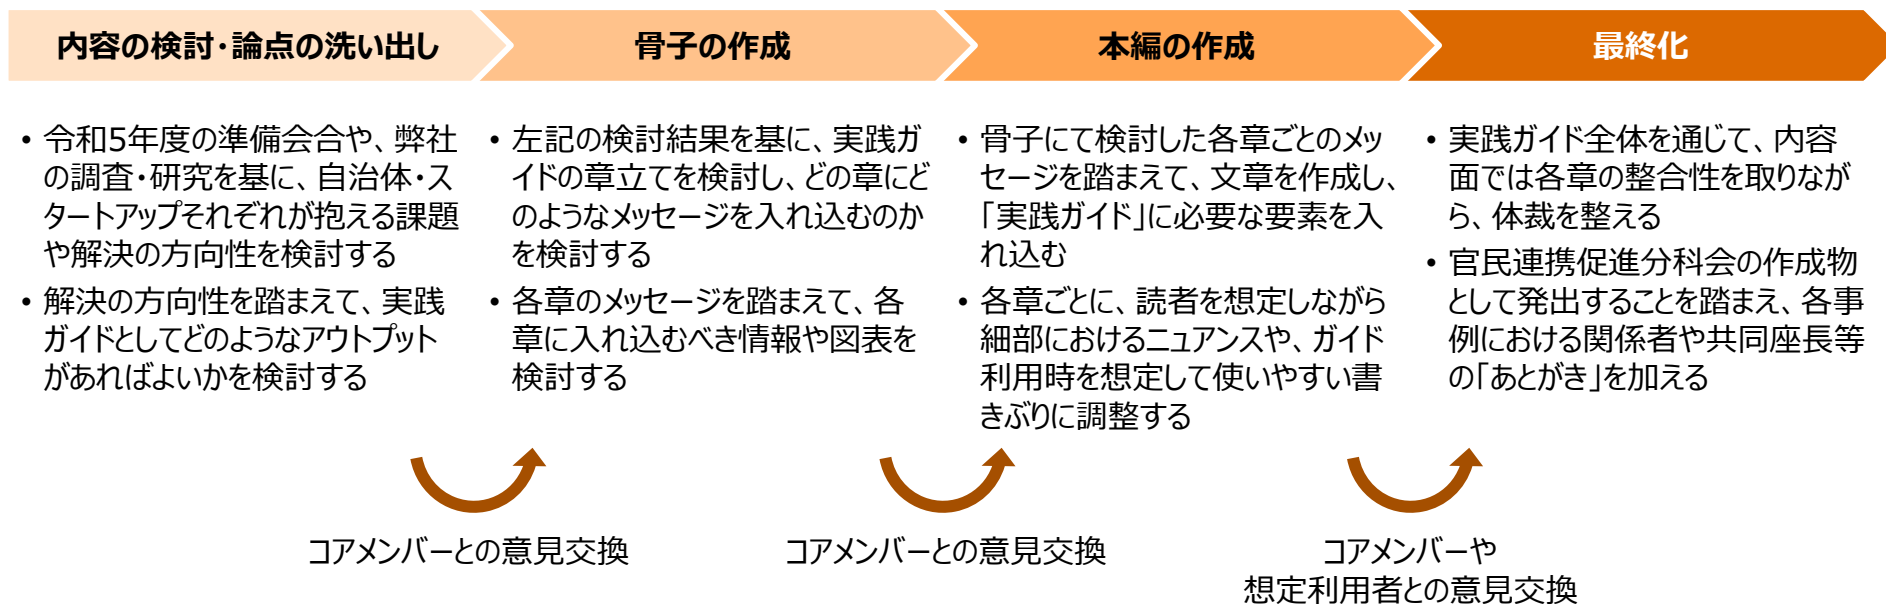 内容の検討・論点の洗い出し
骨子の作成
本編の作成
最終化
• 令和5年度の準備会合や、弊社
の調査・研究を基に、自治体・ス
タートアップそれぞれが抱える課題
や解決の方向性を検討する
• 解決の方向性を踏まえて、実践
ガイドとしてどのようなアウトプット
があればよいかを検討する
• 左記の検討結果を基に、実践ガ
イドの章立てを検討し、どの章にど
のようなメッセージを入れ込むのか
を検討する
• 各章のメッセージを踏まえて、各
章に入れ込むべき情報や図表を
検討する
• 骨子にて検討した各章ごとのメッ
セージを踏まえて、文章を作成し、
「実践ガイド」に必要な要素を入
れ込む
• 各章ごとに、読者を想定しながら
細部におけるニュアンスや、ガイド
利用時を想定して使いやすい書
きぶりに調整する
• 実践ガイド全体を通じて、内容
面では各章の整合性を取りなが
ら、体裁を整える
• 官民連携促進分科会の作成物
として発出することを踏まえ、各事
例における関係者や共同座長等
の「あとがき」を加える
コアメンバーとの意見交換
コアメンバーとの意見交換
コアメンバーや
想定利用者との意見交換